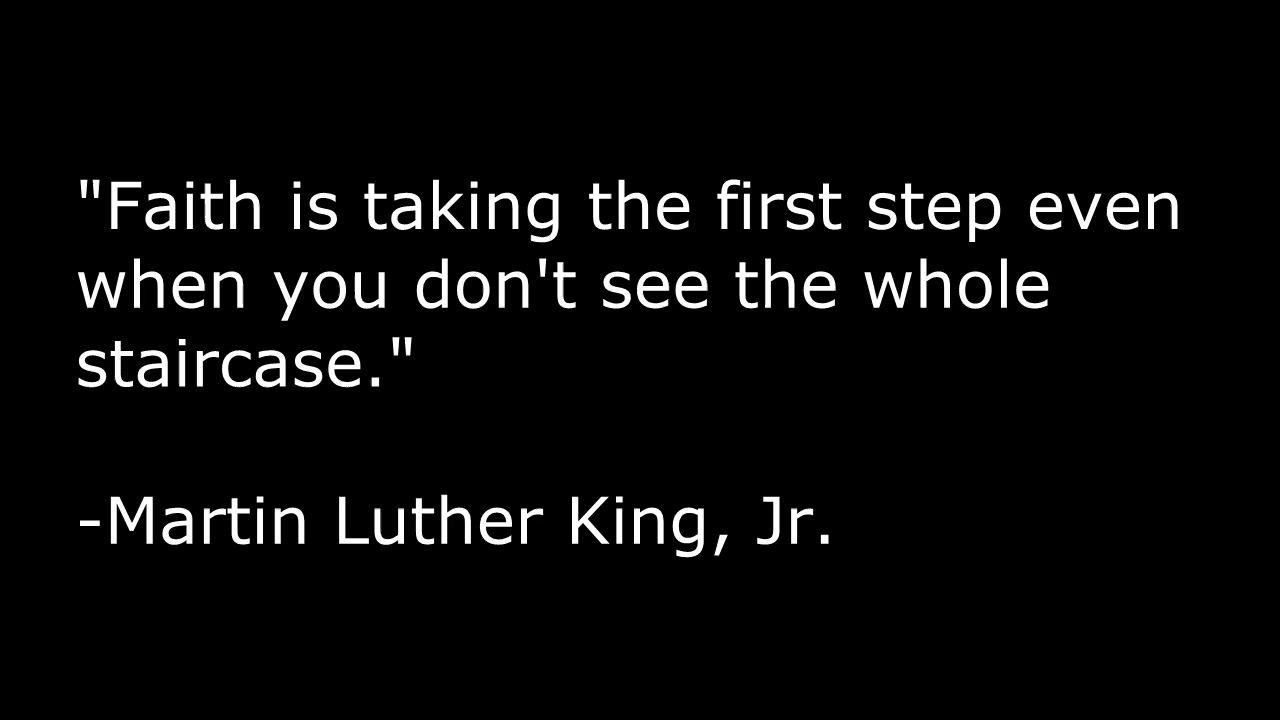 "Faith is taking the first step even
when you don't see the whole
staircase."
-Martin Luther King, Jr.